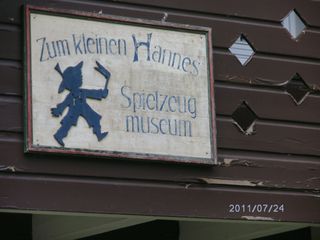 Zum kleinen Hannes'
Spielzeug
museum
2011/07/24